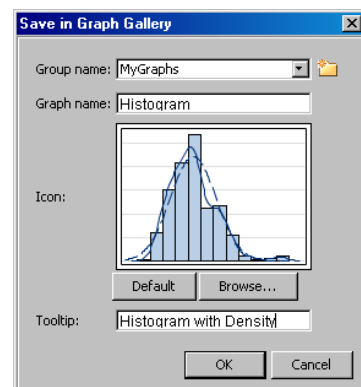 Save in Graph Gallery
Group name: MyGraphs
Graph name: Histogram
Icon:
Default Browse...
Tooltip: Histogram with Density
OK Cancel